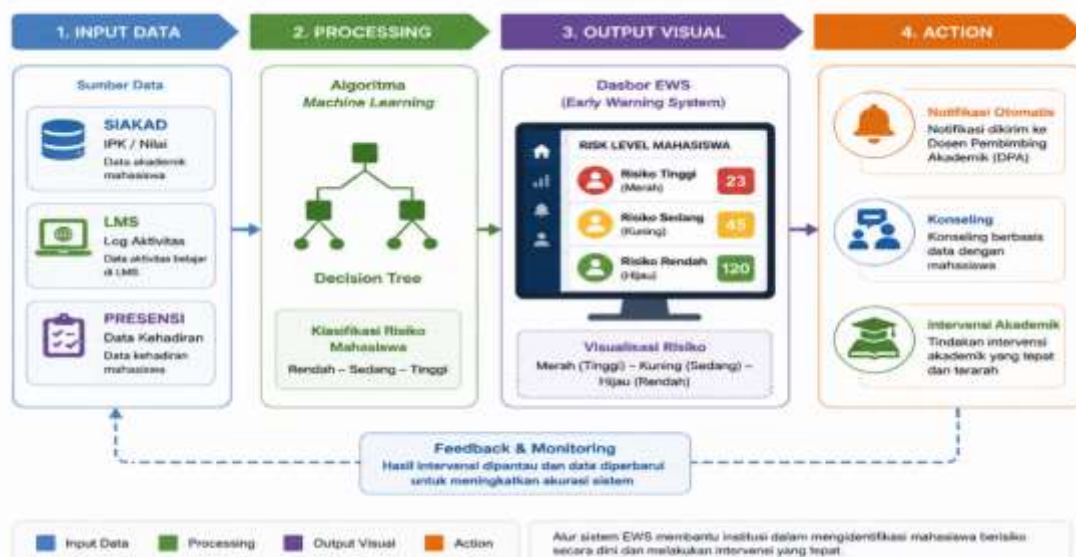 1. INPUT DATA
2. PROCESSING
3. OUTPUT VISUAL
4. ACTION
Sumber Data
SIAKAD
IPK / Nilai
Data akademik
mahasiswa
LMS
Log Aktivitas
Data aktivitas belajar
di LMS
PRESENSI
Data Kehadiran
Data kehadiran
mahasiswa
Algoritma
Machine Learning
Decision Tree
Klasifikasi Risiko
Mahasiswa
Rendah – Sedang – Tinggi
Dasbor EWS
(Early Warning System)
RISK LEVEL MAHASISWA
Risiko Tinggi
(Merah)
23
Risiko Sedang
(Kuning)
45
Risiko Rendah
(Hijau)
120
Visualisasi Risiko
Merah (Tinggi) – Kuning (Sedang) –
Hijau (Rendah)
Notifikasi Otomatis
Notifikasi dikirim ke
Dosen Pembimbing
Akademik (DPA)
Konseling
Konseling berbasis
data dengan
mahasiswa
Intervensi Akademik
Tindakan intervensi
akademik yang tepat
dan terarah
Feedback & Monitoring
Hasil intervensi dipantau dan data diperbarui
untuk meningkatkan akurasi sistem
Input Data
Processing
Output Visual
Action
Alur sistem EWS membantu institusi dalam mengidentifikasi mahasiswa berisiko
secara dini dan melakukan intervensi yang tepat